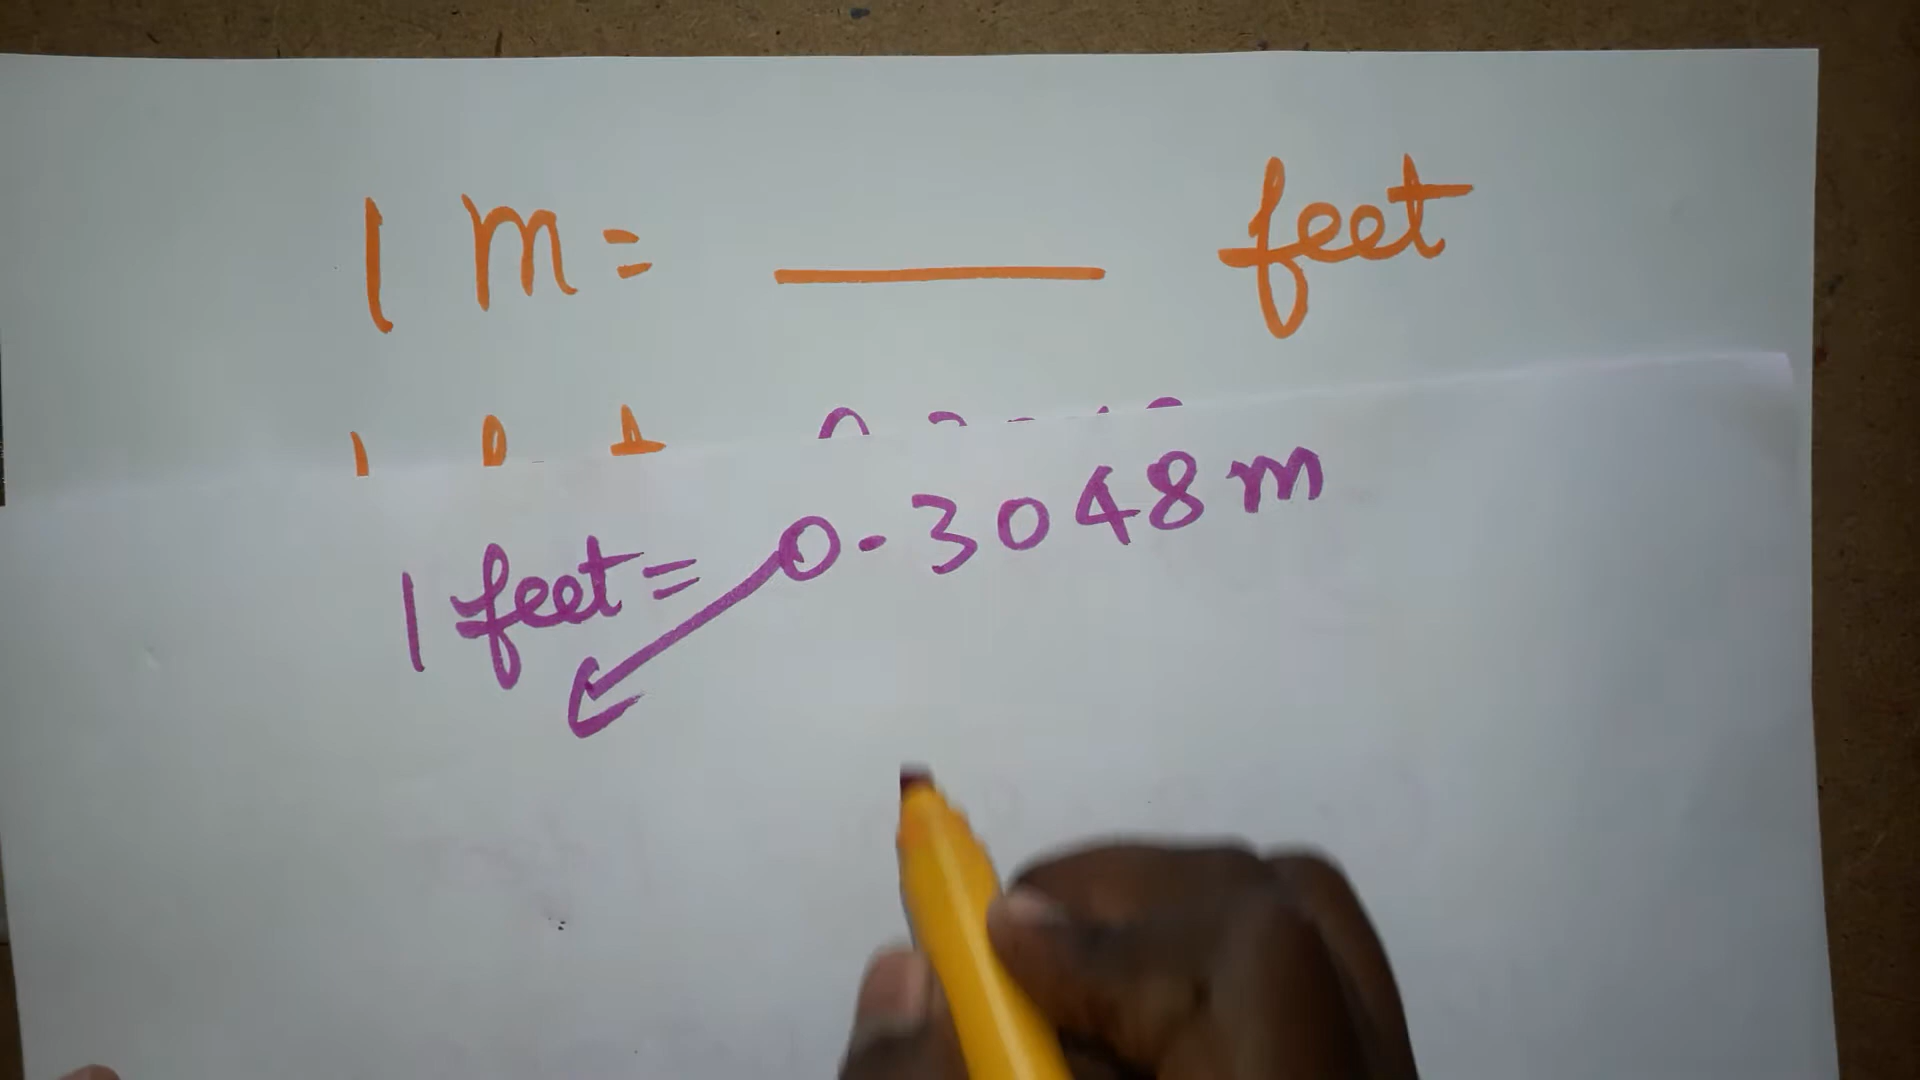 1 m = ______ feet
1 feet = 0.3048 m